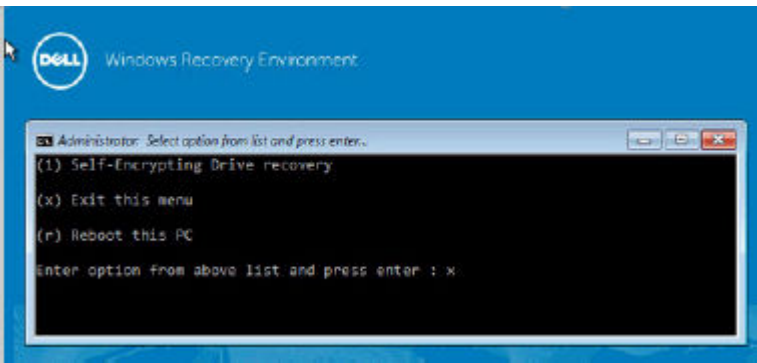 DELL
Windows Recovery Environment
Administrator: Select option from list and press enter...
(1) Self-Encrypting Drive recovery
(x) Exit this menu
(r) Reboot this PC
Enter option from above list and press enter : x